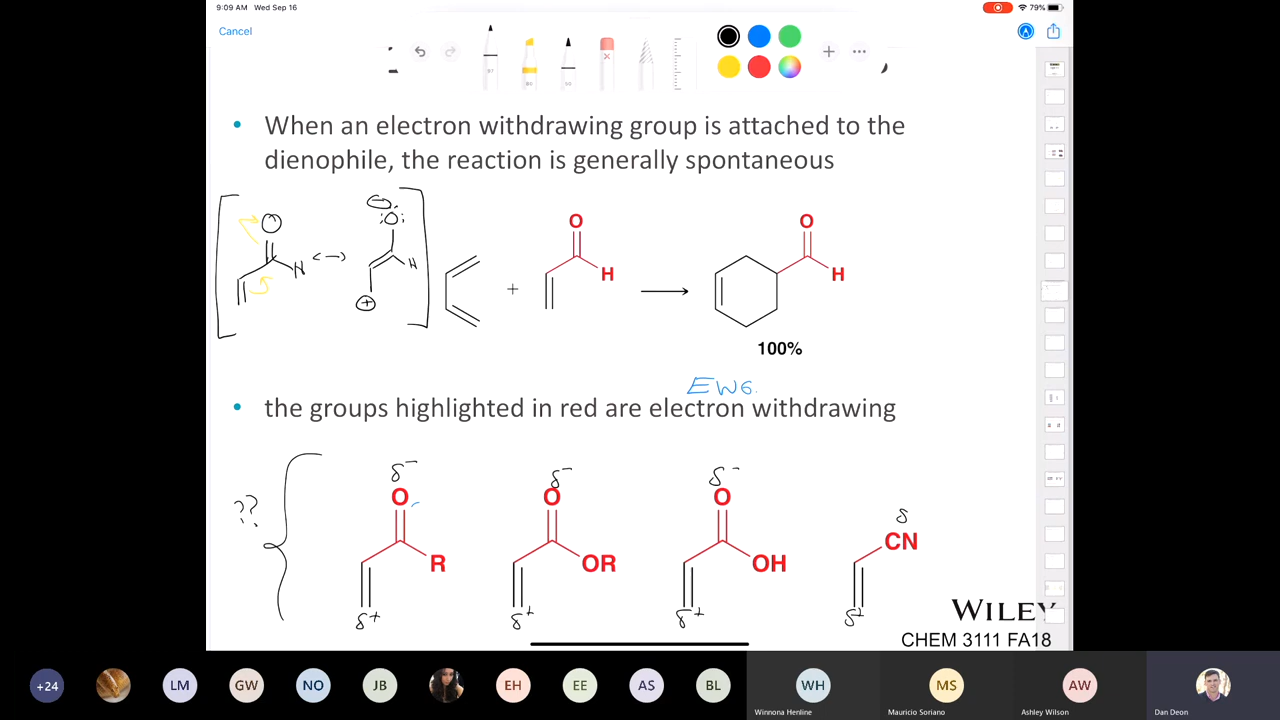 9:09 AM Wed Sep 16
79%
Cancel
• When an electron withdrawing group is attached to the
dienophile, the reaction is generally spontaneous
O
H
⊖
:O:
H
⊕
+
O
H
O
H
100%
EWG.
• the groups highlighted in red are electron withdrawing
??
δ-
O
R
δ+
δ-
O
OR
δ+
δ-
O
OH
δ+
δ
CN
δ+
WILEY
CHEM 3111 FA18
+24
LM
GW
NO
JB
EH
EE
AS
BL
WH
Winnona Henline
MS
Mauricio Soriano
AW
Ashley Wilson
Dan Deon